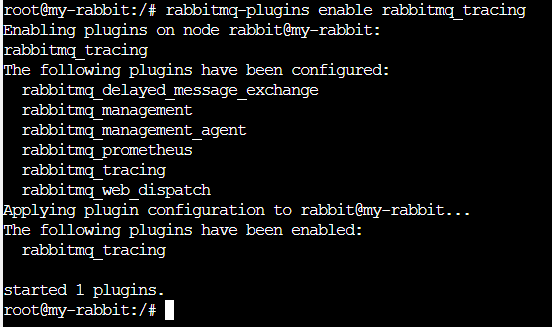 root@my-rabbit:/# rabbitmq-plugins enable rabbitmq_tracing
Enabling plugins on node rabbit@my-rabbit:
rabbitmq_tracing
The following plugins have been configured:
  rabbitmq_delayed_message_exchange
  rabbitmq_management
  rabbitmq_management_agent
  rabbitmq_prometheus
  rabbitmq_tracing
  rabbitmq_web_dispatch
Applying plugin configuration to rabbit@my-rabbit...
The following plugins have been enabled:
  rabbitmq_tracing

started 1 plugins.
root@my-rabbit:/#